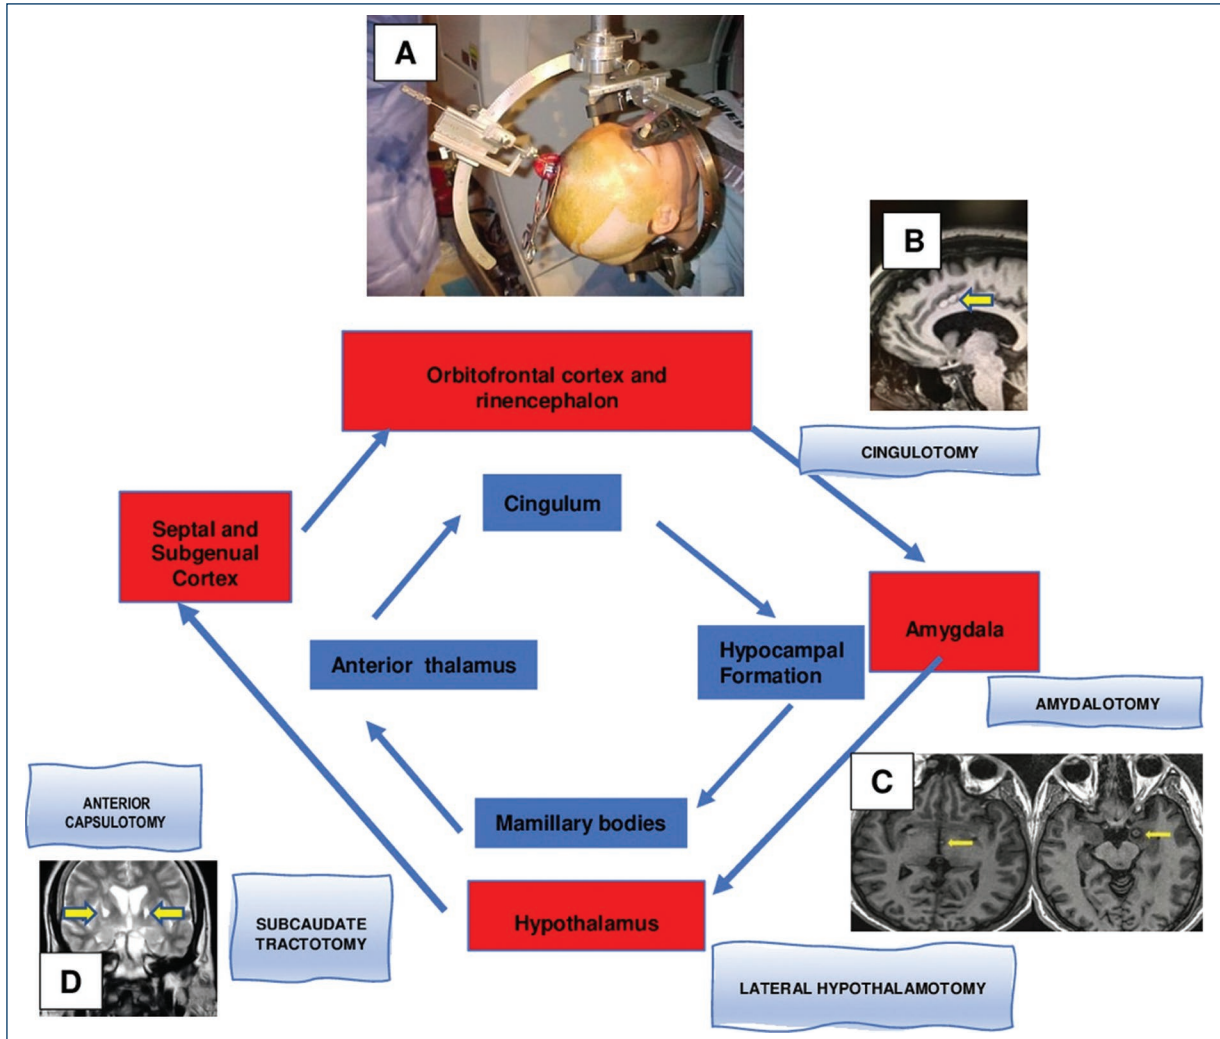 A
B
Orbitofrontal cortex and
rinencephalon
CINGULOTOMY
Cingulum
Septal and
Subgenual
Cortex
Amygdala
Anterior thalamus
Hypocampal
Formation
AMYDALOTOMY
ANTERIOR
CAPSULOTOMY
C
Mamillary bodies
SUBCAUDATE
TRACTOTOMY
Hypothalamus
D
LATERAL HYPOTHALAMOTOMY